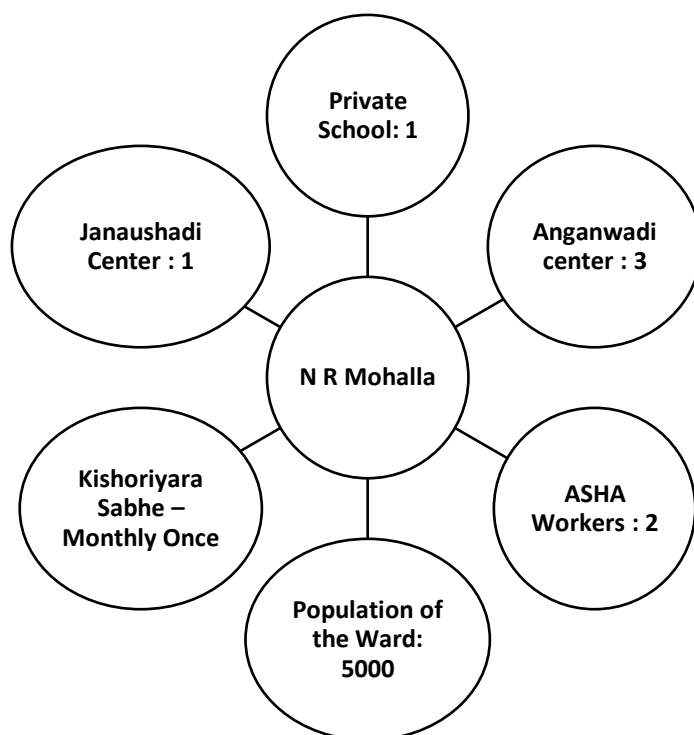 Private
School: 1
Janaushadi
Center : 1
Anganwadi
center : 3
N R Mohalla
Kishoriyara
Sabhe –
Monthly Once
ASHA
Workers : 2
Population of
the Ward:
5000